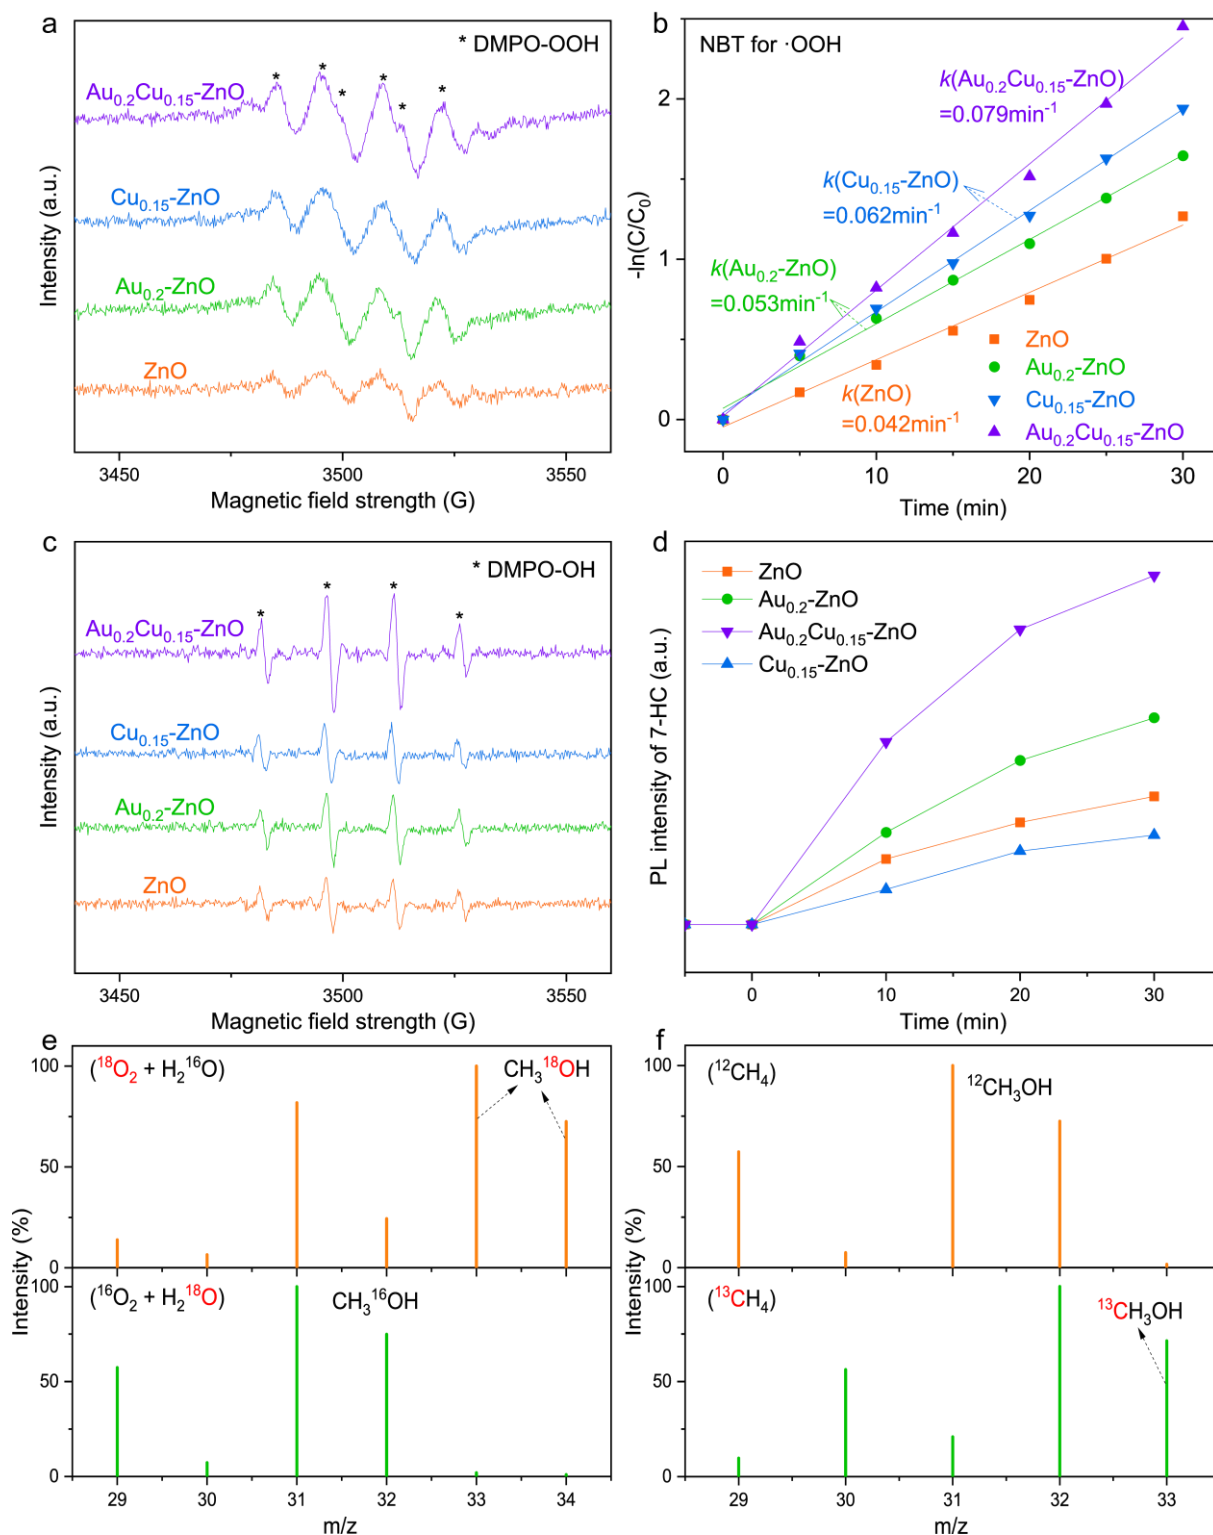 a
* DMPO-OOH
Au0.2Cu0.15-ZnO
Cu0.15-ZnO
Au0.2-ZnO
ZnO
Intensity (a.u.)
3450
3500
3550
Magnetic field strength (G)
b
NBT for ·OOH
k(Au0.2Cu0.15-ZnO)
=0.079min-1
k(Cu0.15-ZnO)
=0.062min-1
k(Au0.2-ZnO)
=0.053min-1
k(ZnO)
=0.042min-1
ZnO
Au0.2-ZnO
Cu0.15-ZnO
Au0.2Cu0.15-ZnO
-ln(C/C0)
2
1
0
0
10
20
30
Time (min)
c
* DMPO-OH
Au0.2Cu0.15-ZnO
Cu0.15-ZnO
Au0.2-ZnO
ZnO
Intensity (a.u.)
3450
3500
3550
Magnetic field strength (G)
d
ZnO
Au0.2-ZnO
Au0.2Cu0.15-ZnO
Cu0.15-ZnO
PL intensity of 7-HC (a.u.)
0
10
20
30
Time (min)
e
(18O2 + H216O)
CH318OH
100
50
0
(16O2 + H218O)
CH316OH
100
50
0
Intensity (%)
29
30
31
32
33
34
m/z
f
(12CH4)
12CH3OH
100
50
0
(13CH4)
13CH3OH
100
50
0
Intensity (%)
29
30
31
32
33
m/z